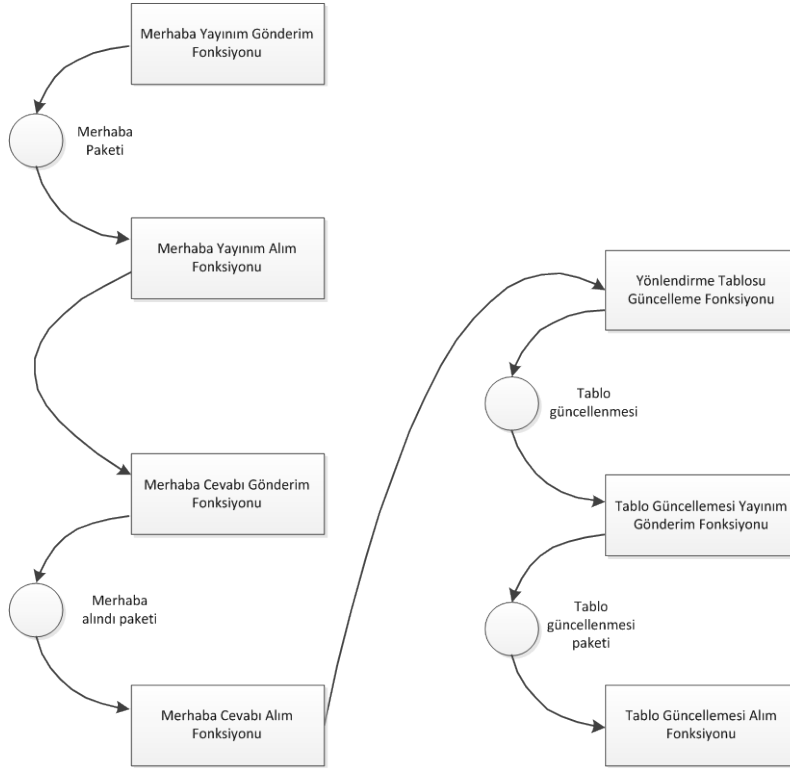 Merhaba Yayınım Gönderim
Fonksiyonu
Merhaba
Paketi
Merhaba Yayınım Alım
Fonksiyonu
Merhaba Cevabı Gönderim
Fonksiyonu
Merhaba
alındı paketi
Merhaba Cevabı Alım
Fonksiyonu
Yönlendirme Tablosu
Güncelleme Fonksiyonu
Tablo
güncellenmesi
Tablo Güncellemesi Yayınım
Gönderim Fonksiyonu
Tablo
güncellenmesi
paketi
Tablo Güncellemesi Alım
Fonksiyonu